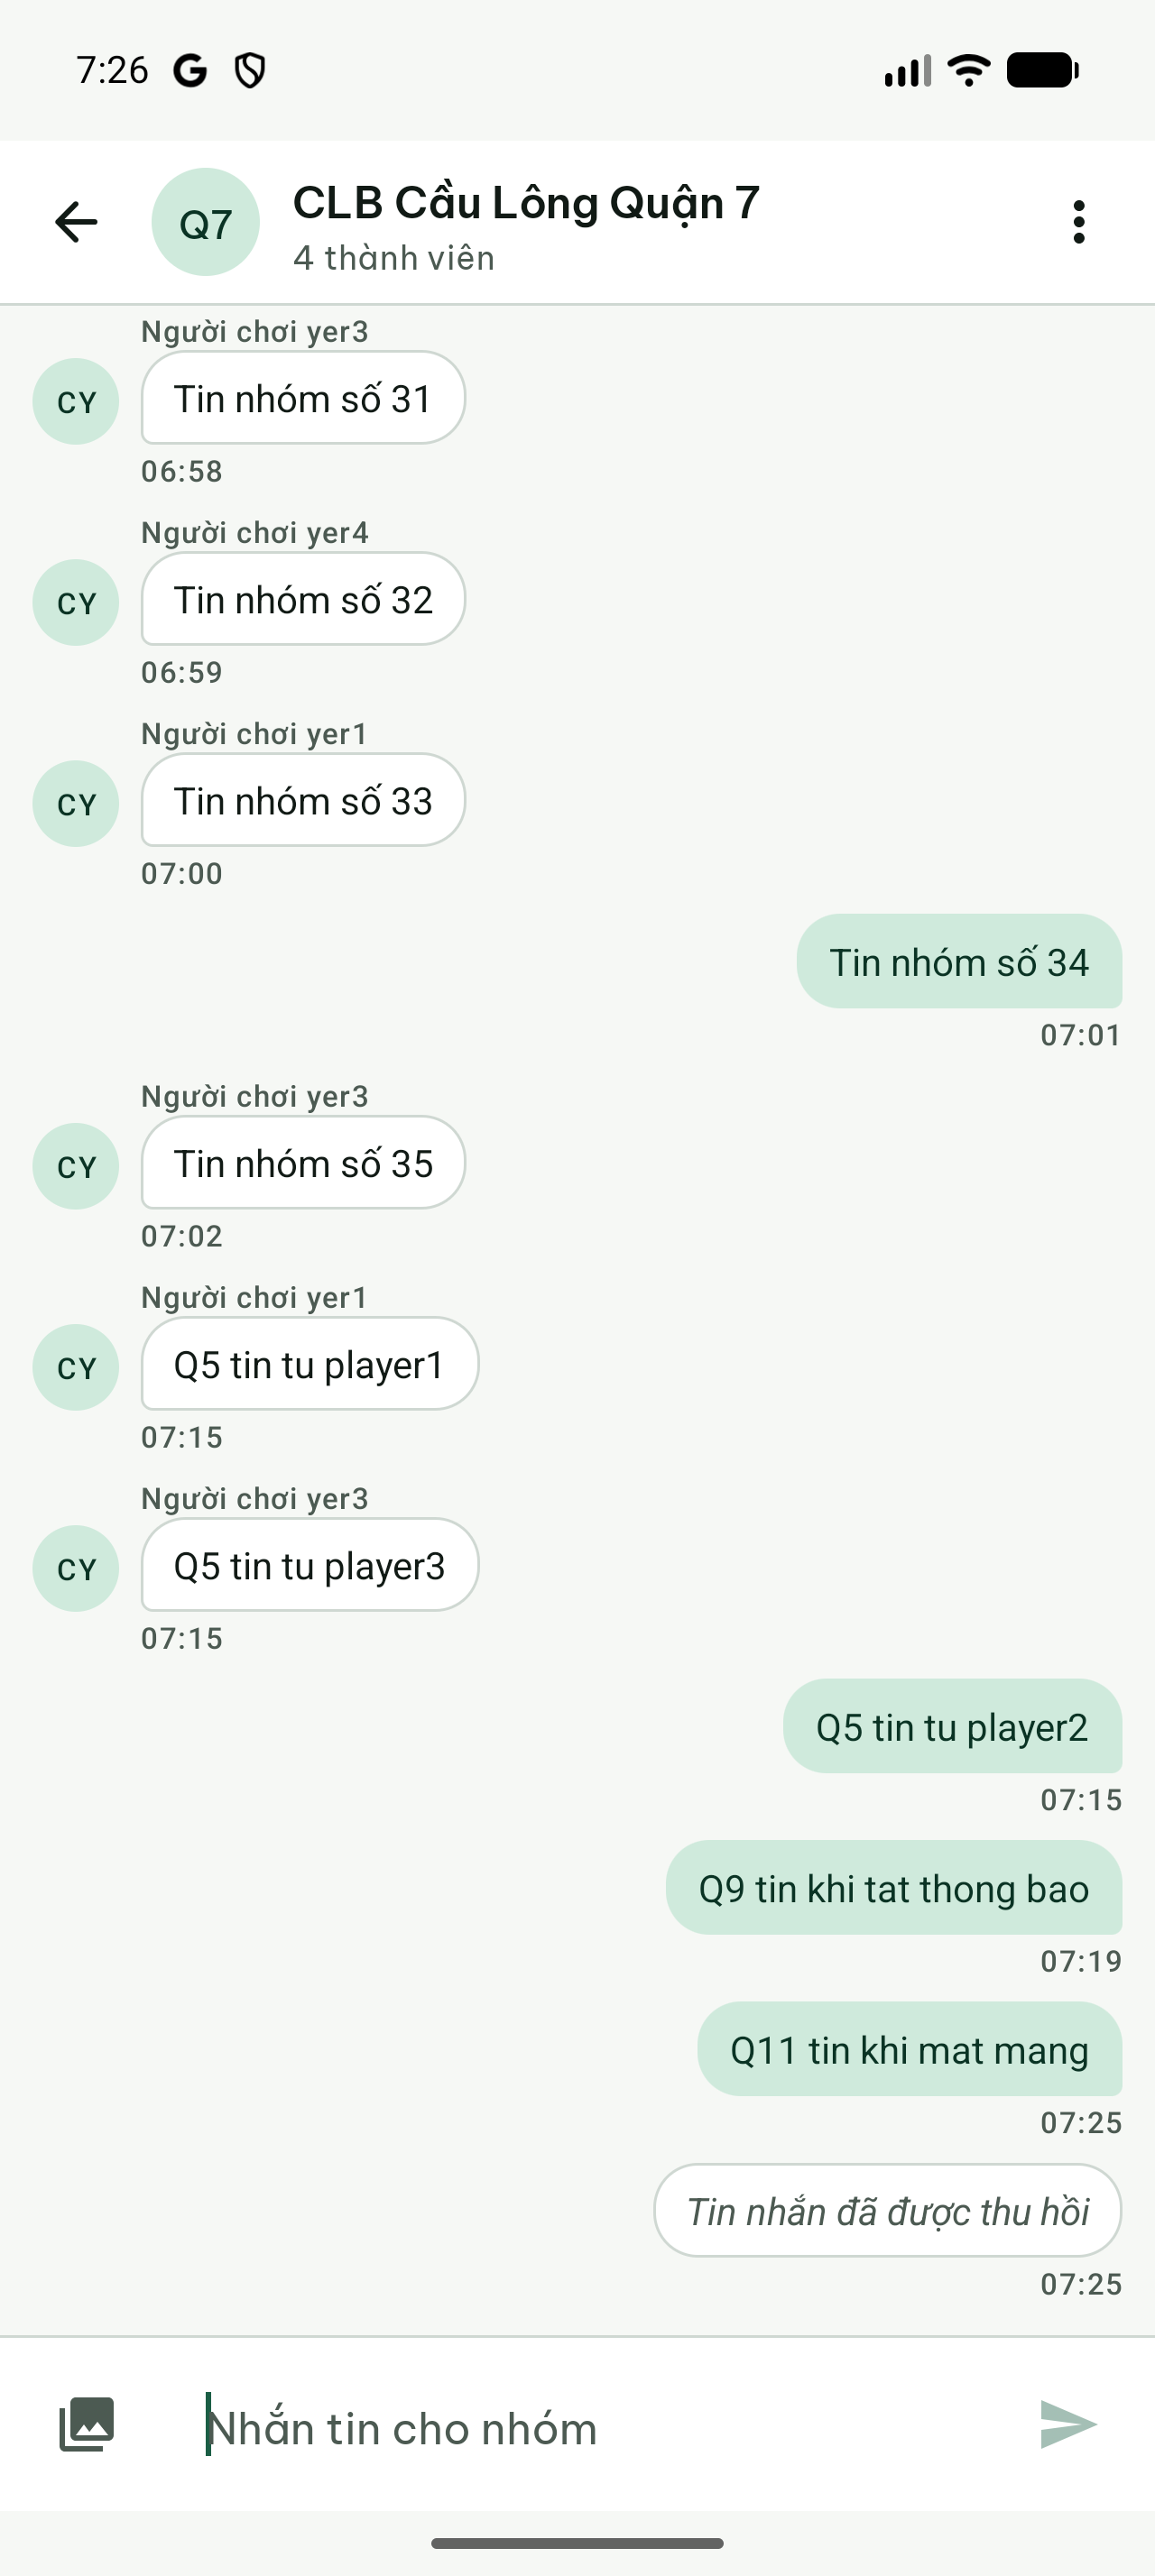 7:26
Q7
CLB Cầu Lông Quận 7
4 thành viên
Người chơi yer3
CY
Tin nhóm số 31
06:58
Người chơi yer4
CY
Tin nhóm số 32
06:59
Người chơi yer1
CY
Tin nhóm số 33
07:00
Tin nhóm số 34
07:01
Người chơi yer3
CY
Tin nhóm số 35
07:02
Người chơi yer1
CY
Q5 tin tu player1
07:15
Người chơi yer3
CY
Q5 tin tu player3
07:15
Q5 tin tu player2
07:15
Q9 tin khi tat thong bao
07:19
Q11 tin khi mat mang
07:25
Tin nhắn đã được thu hồi
07:25
Nhắn tin cho nhóm